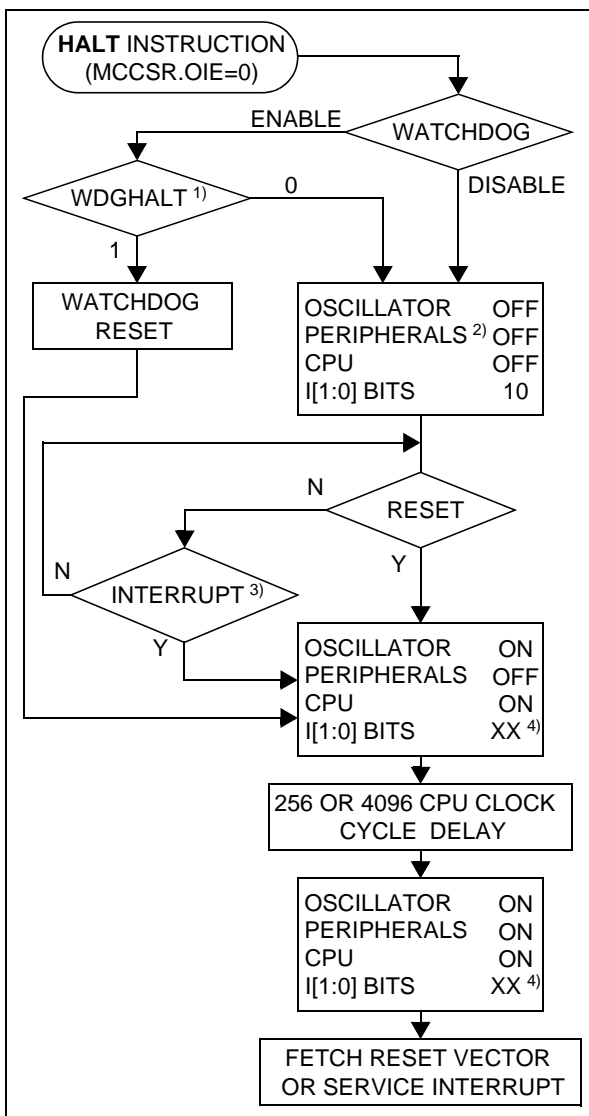 HALT INSTRUCTION
(MCCSR.OIE=0)
ENABLE
WATCHDOG
WDGHALT 1)
0
DISABLE
1
WATCHDOG
RESET
OSCILLATOR OFF
PERIPHERALS 2) OFF
CPU OFF
I[1:0] BITS 10
N
RESET
N
Y
INTERRUPT 3)
Y
OSCILLATOR ON
PERIPHERALS OFF
CPU ON
I[1:0] BITS XX 4)
256 OR 4096 CPU CLOCK
CYCLE DELAY
OSCILLATOR ON
PERIPHERALS ON
CPU ON
I[1:0] BITS XX 4)
FETCH RESET VECTOR
OR SERVICE INTERRUPT